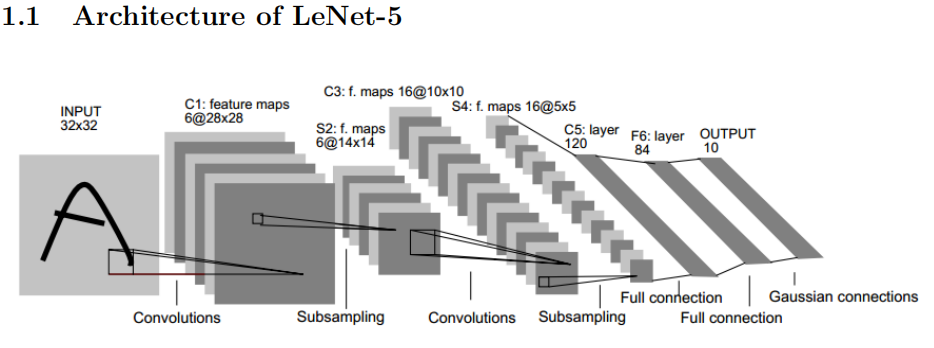 1.1 Architecture of LeNet-5
INPUT
32x32
C1: feature maps
6@28x28
S2: f. maps
6@14x14
C3: f. maps 16@10x10
S4: f. maps 16@5x5
C5: layer
120
F6: layer
84
OUTPUT
10
Convolutions
Subsampling
Convolutions
Subsampling
Full connection
Full connection
Gaussian connections